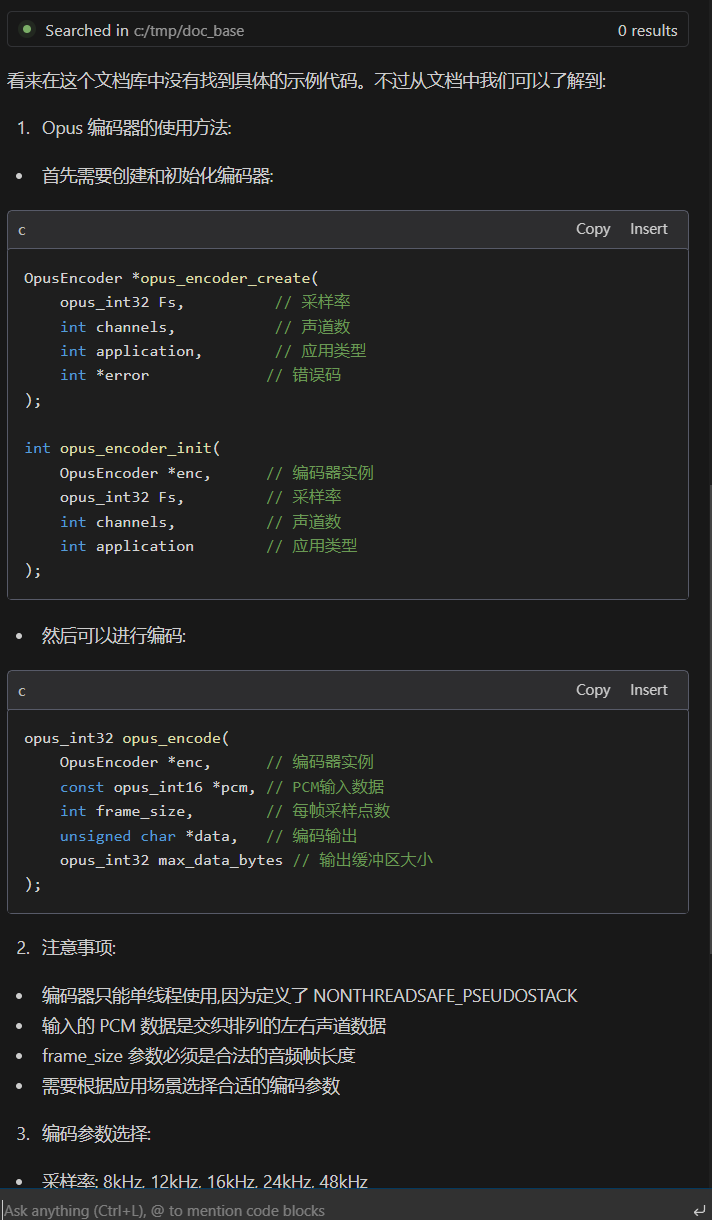 Searched in c:/tmp/doc_base 0 results
看来在这个文档库中没有找到具体的示例代码。不过从文档中我们可以了解到:
1. Opus 编码器的使用方法:
• 首先需要创建和初始化编码器:
c Copy Insert
OpusEncoder *opus_encoder_create(
    opus_int32 Fs,          // 采样率
    int channels,           // 声道数
    int application,        // 应用类型
    int *error             // 错误码
);

int opus_encoder_init(
    OpusEncoder *enc,      // 编码器实例
    opus_int32 Fs,         // 采样率
    int channels,          // 声道数
    int application        // 应用类型
);
• 然后可以进行编码:
c Copy Insert
opus_int32 opus_encode(
    OpusEncoder *enc,      // 编码器实例
    const opus_int16 *pcm, // PCM输入数据
    int frame_size,        // 每帧采样点数
    unsigned char *data,   // 编码输出
    opus_int32 max_data_bytes // 输出缓冲区大小
);
2. 注意事项:
• 编码器只能单线程使用,因为定义了 NONTHREADSAFE_PSEUDOSTACK
• 输入的 PCM 数据是交织排列的左右声道数据
• frame_size 参数必须是合法的音频帧长度
• 需要根据应用场景选择合适的编码参数
3. 编码参数选择:
• 采样率: 8kHz, 12kHz, 16kHz, 24kHz, 48kHz
Ask anything (Ctrl+L), @ to mention code blocks